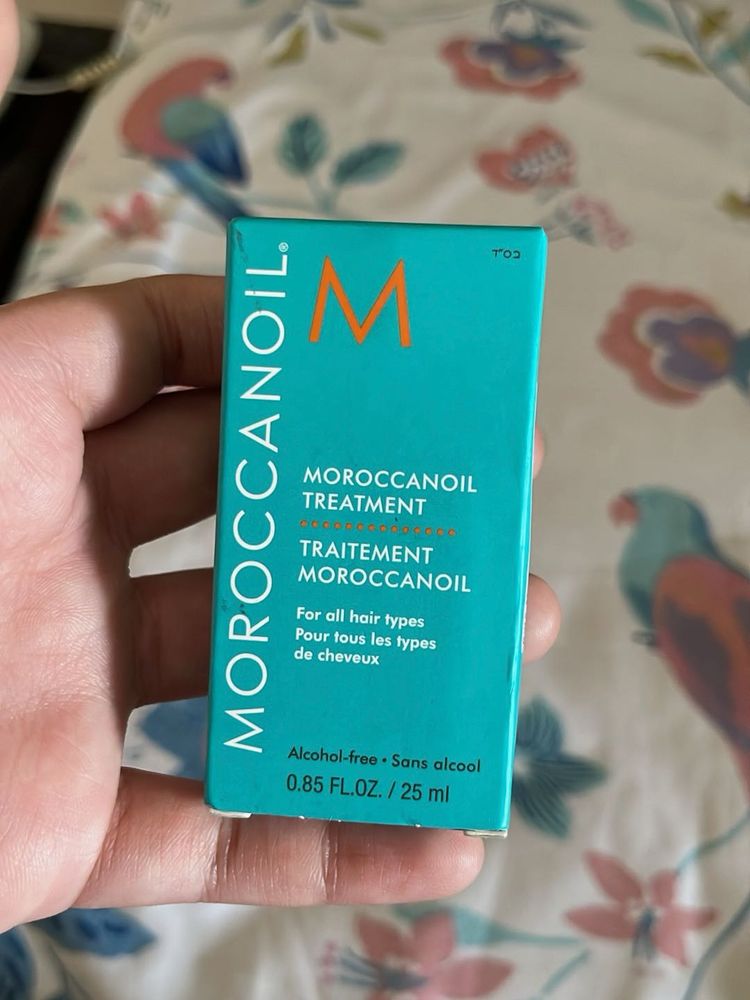 MOROCCANOIL®
M
בס"ד
MOROCCANOIL
TREATMENT
TRAITEMENT
MOROCCANOIL
For all hair types
Pour tous les types
de cheveux
Alcohol-free • Sans alcool
0.85 FL.OZ. / 25 ml